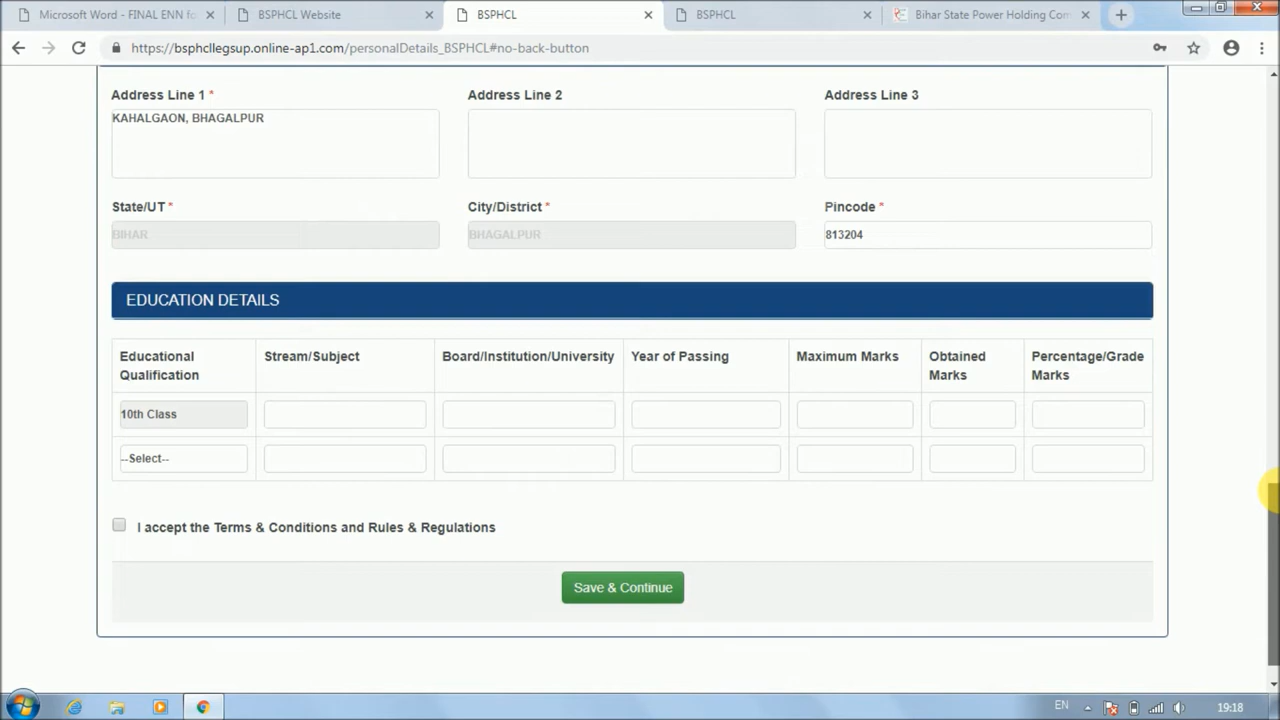 Microsoft Word - FINAL ENN fo
BSPHCL Website
BSPHCL
BSPHCL
Bihar State Power Holding Com
https://bsphcllegsup.online-ap1.com/personalDetails_BSPHCL#no-back-button
Address Line 1 *
Address Line 2
Address Line 3
KAHALGAON, BHAGALPUR
State/UT *
City/District *
Pincode *
BIHAR
BHAGALPUR
813204
EDUCATION DETAILS
Educational Qualification
Stream/Subject
Board/Institution/University
Year of Passing
Maximum Marks
Obtained Marks
Percentage/Grade Marks
10th Class
--Select--
I accept the Terms & Conditions and Rules & Regulations
Save & Continue
EN
19:18